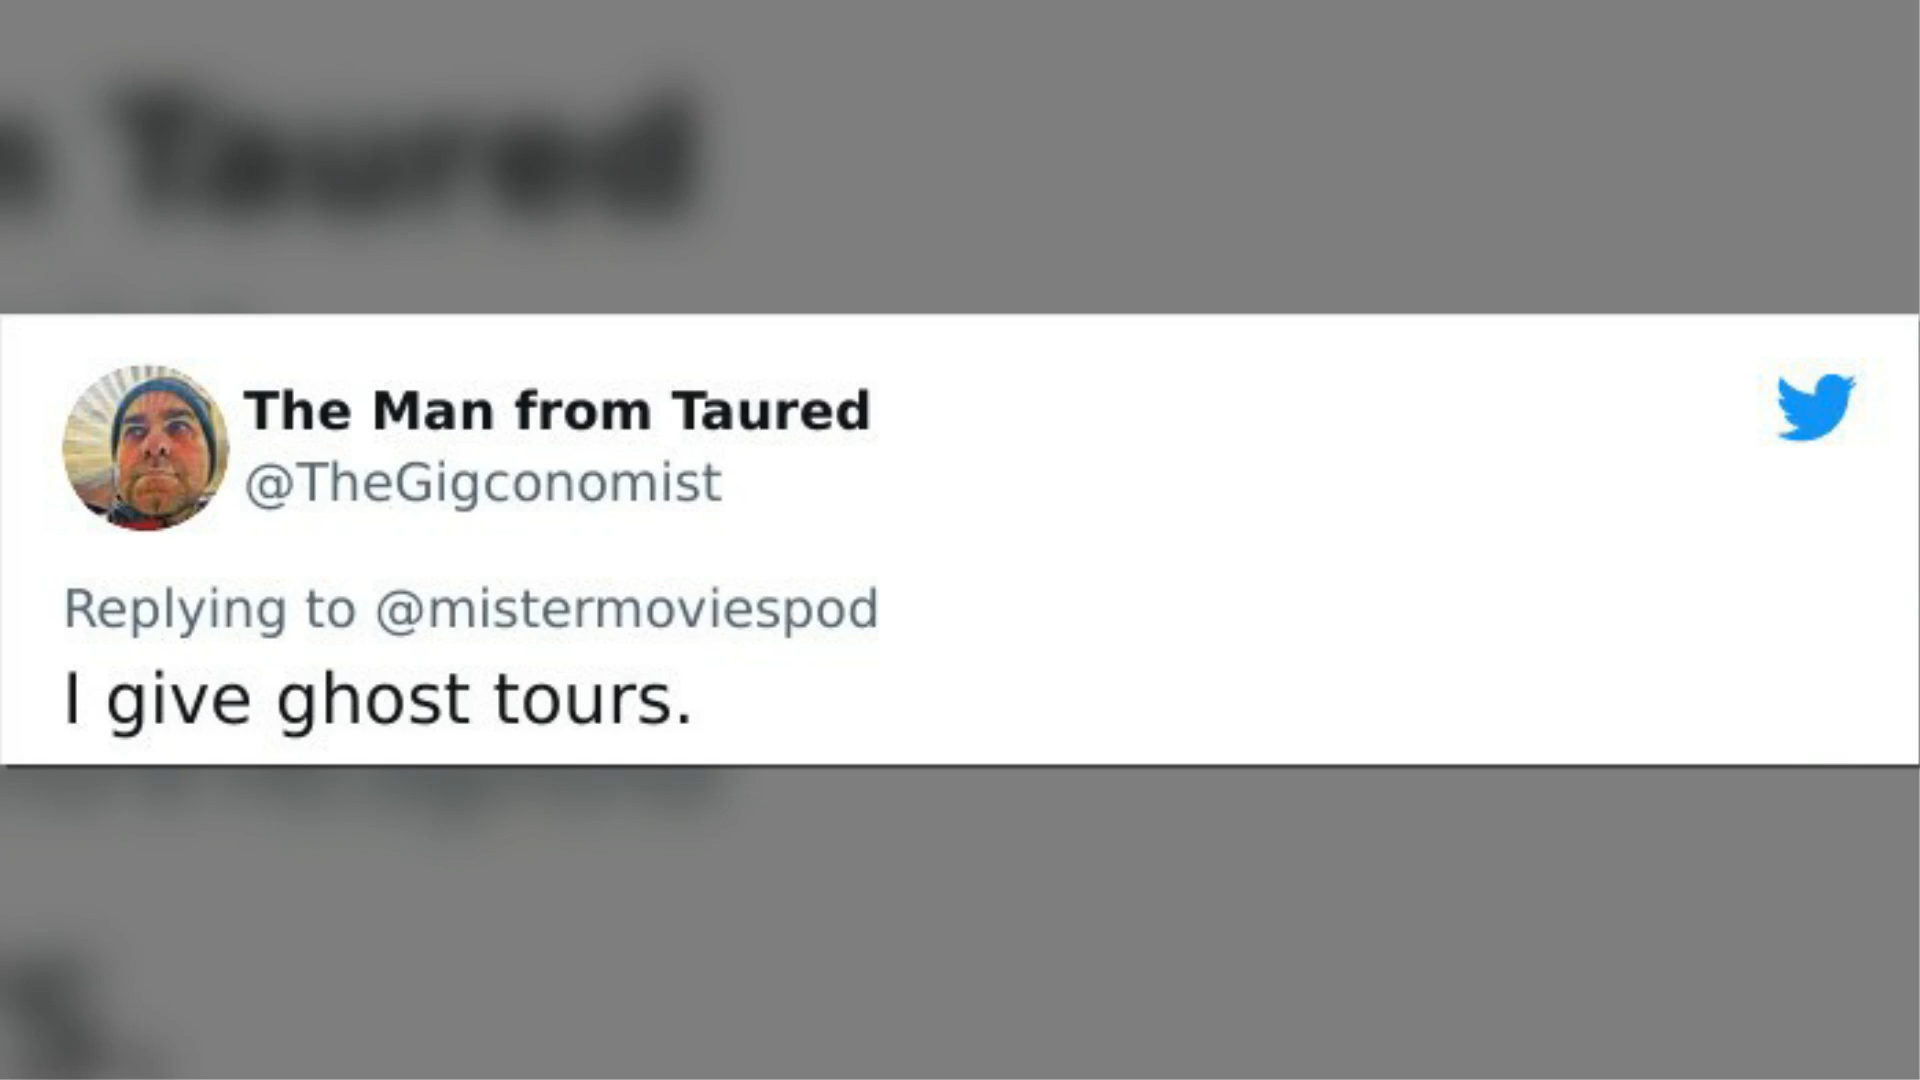 The Man from Taured
@TheGigconomist
Replying to @mistermoviespod
I give ghost tours.